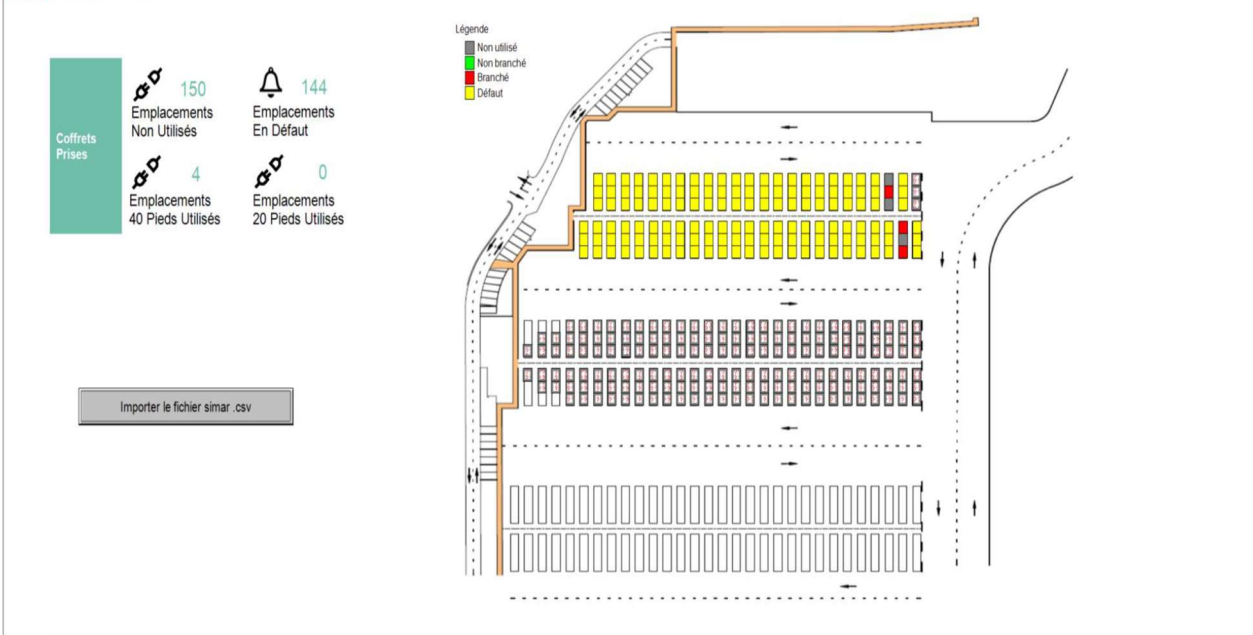 Coffrets
Prises
150
Emplacements
Non Utilisés
144
Emplacements
En Défaut
4
Emplacements
40 Pieds Utilisés
0
Emplacements
20 Pieds Utilisés
Importer le fichier simar .csv
Légende
Non utilisé
Non branché
Branché
Défaut